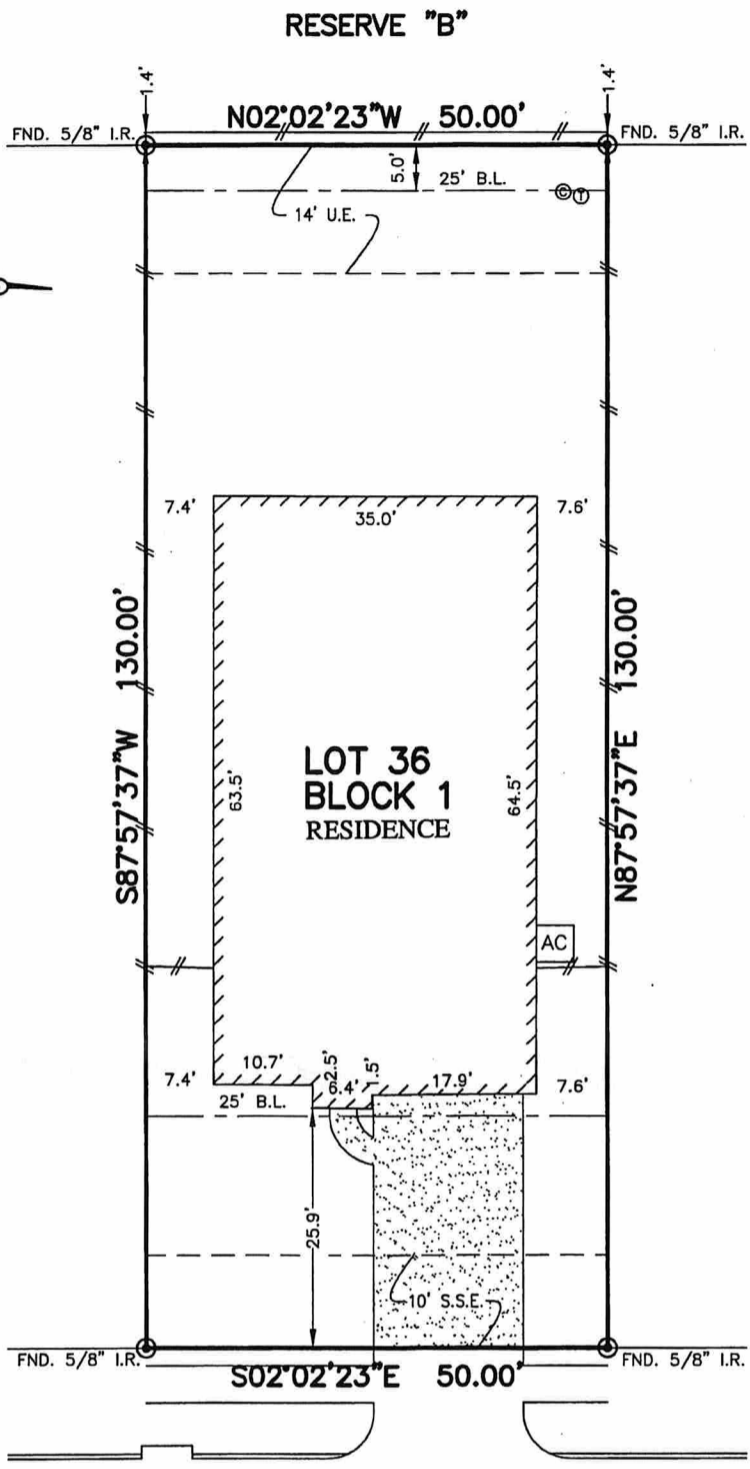 RESERVE "B"
1.4'
1.4'
N02°02'23"W 50.00'
FND. 5/8" I.R.
FND. 5/8" I.R.
5.0'
25' B.L.
C
T
14' U.E.
7.4'
7.6'
35.0'
S87°57'37"W 130.00'
N87°57'37"E 130.00'
63.5'
64.5'
LOT 36
BLOCK 1
RESIDENCE
AC
7.4'
10.7'
2.5'
6.4'
1.5'
17.9'
7.6'
25' B.L.
25.9'
10' S.S.E.
FND. 5/8" I.R.
FND. 5/8" I.R.
S02°02'23"E 50.00'